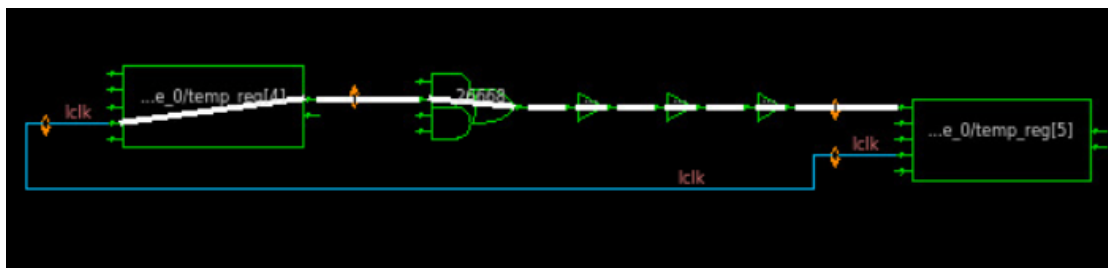 ...e_0/temp_reg[4]
26668
lclk
...e_0/temp_reg[5]
lclk
lclk